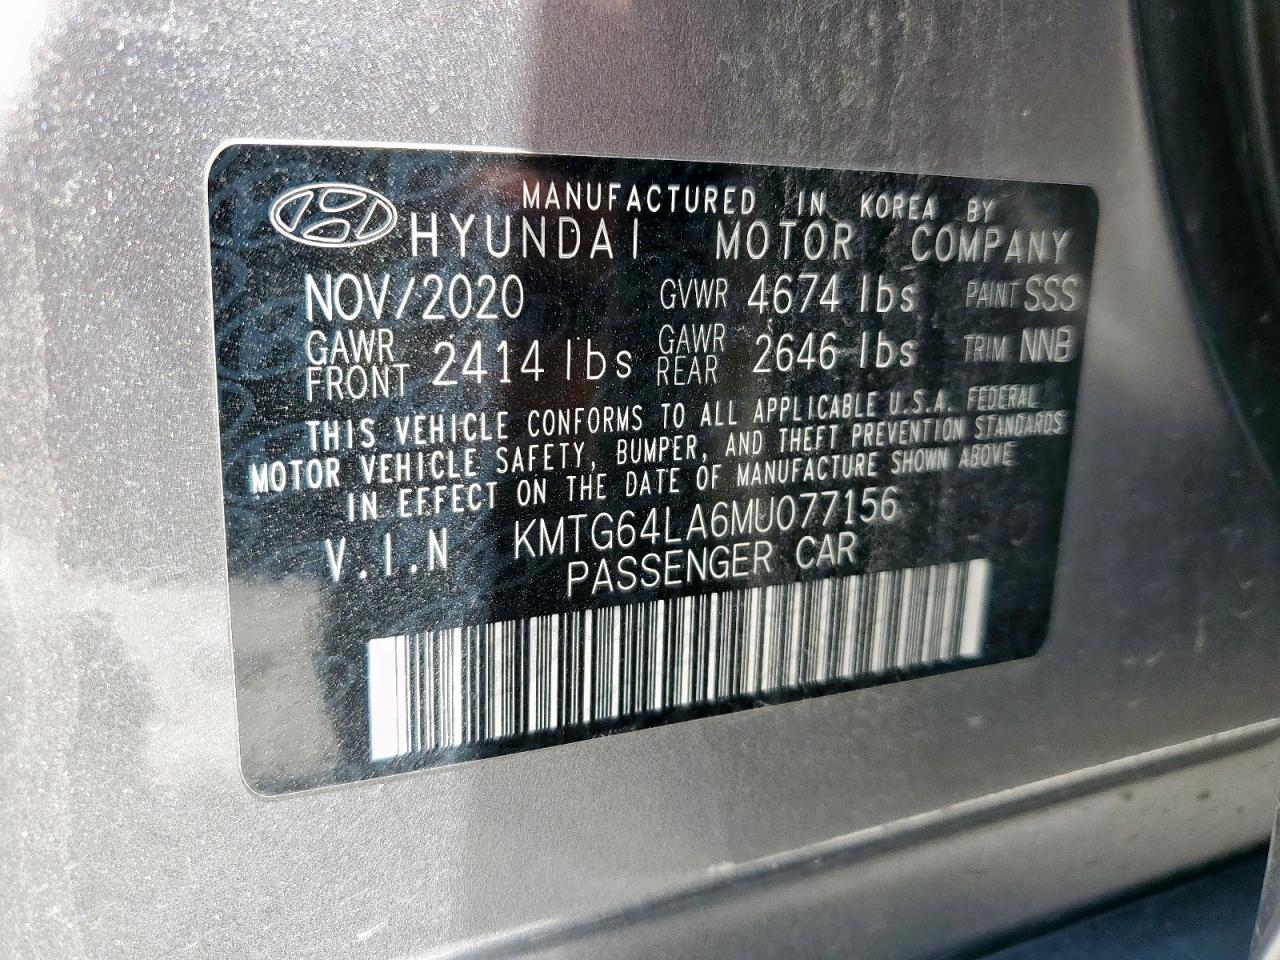 MANUFACTURED IN KOREA BY
HYUNDAI MOTOR COMPANY
NOV/2020 GVWR 4674 lbs PAINT SSS
GAWR FRONT 2414 lbs GAWR REAR 2646 lbs TRIM NNB
THIS VEHICLE CONFORMS TO ALL APPLICABLE U.S.A. FEDERAL
MOTOR VEHICLE SAFETY, BUMPER, AND THEFT PREVENTION STANDARDS
IN EFFECT ON THE DATE OF MANUFACTURE SHOWN ABOVE
V.I.N KMTG64LA6MU077156
PASSENGER CAR